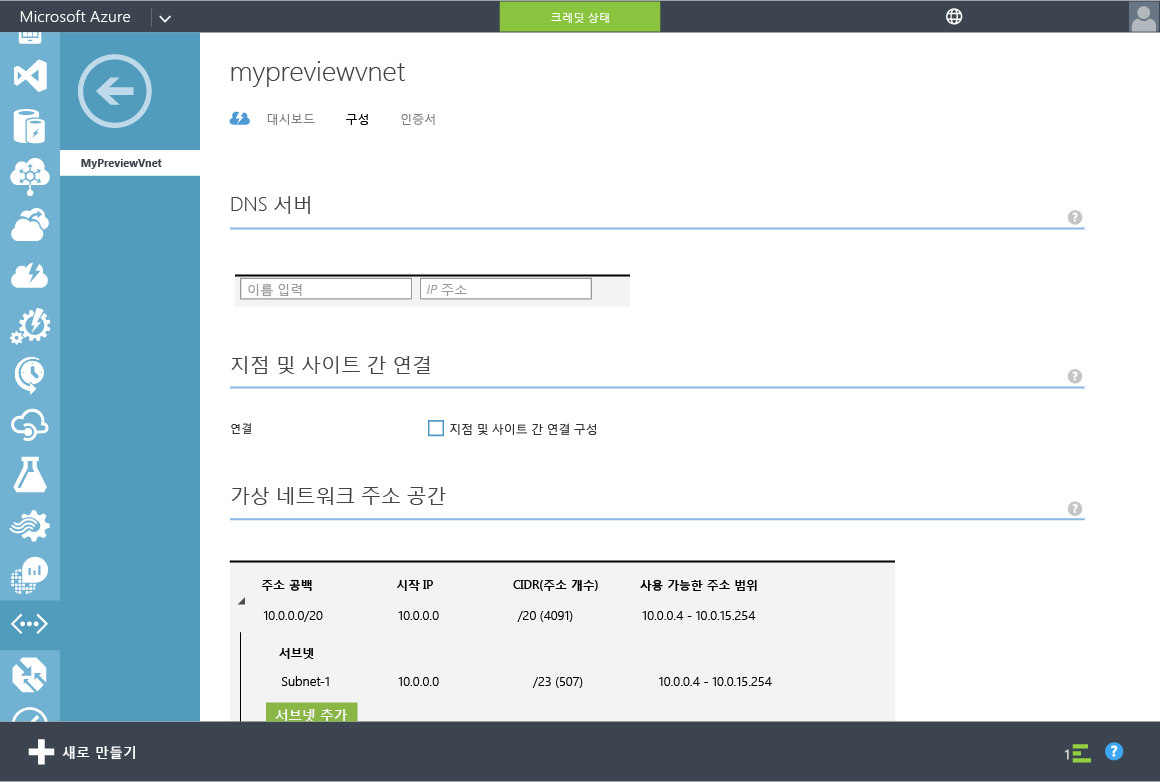 Microsoft Azure
크레딧 상태
MyPreviewVnet
mypreviewvnet
대시보드 구성 인증서
DNS 서버
?
이름 입력 IP 주소
지점 및 사이트 간 연결
?
연결 지점 및 사이트 간 연결 구성
가상 네트워크 주소 공간
?
주소 공백 시작 IP CIDR(주소 개수) 사용 가능한 주소 범위
10.0.0.0/20 10.0.0.0 /20 (4091) 10.0.0.4 - 10.0.15.254
서브넷
Subnet-1 10.0.0.0 /23 (507) 10.0.0.4 - 10.0.15.254
서브넷 추가
새로 만들기
1
?